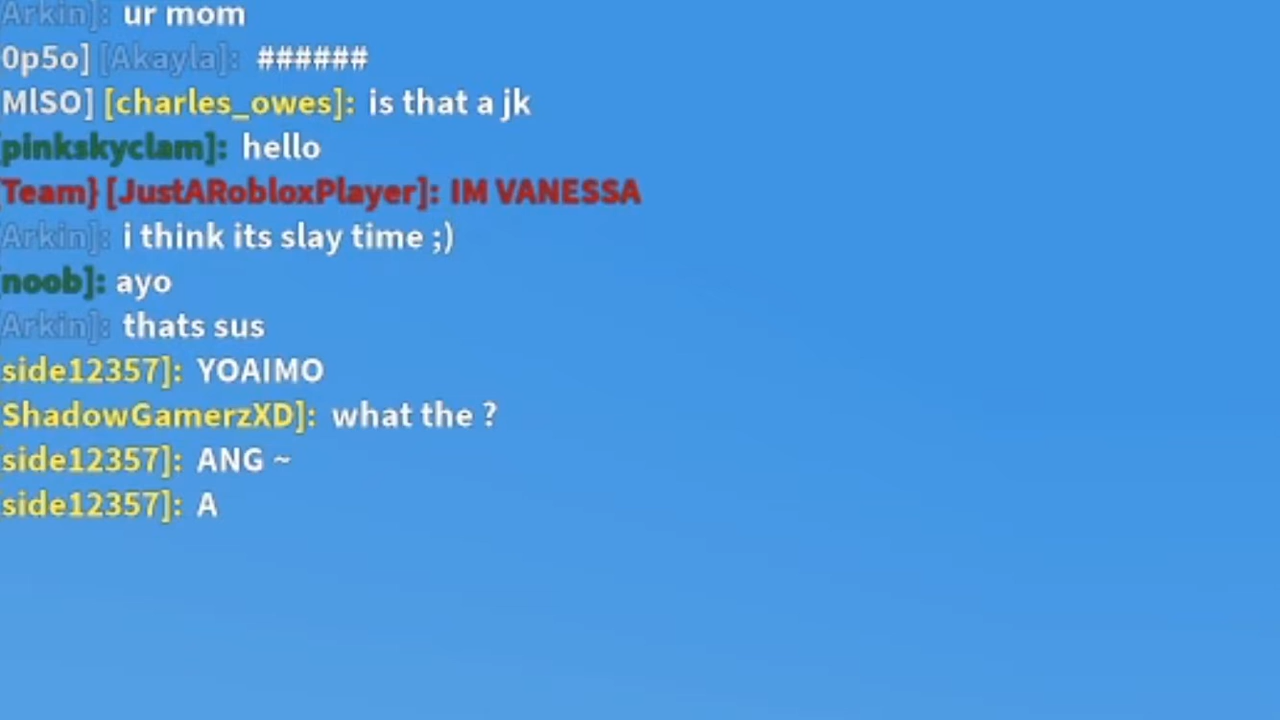 Arkin]: ur mom
0p5o] [Akayla]: ######
MlSO] [charles_owes]: is that a jk
pinkskyclam]: hello
Team} [JustARobloxPlayer]: IM VANESSA
Arkin]: i think its slay time ;)
noob]: ayo
Arkin]: thats sus
side12357]: YOAIMO
ShadowGamerzXD]: what the ?
side12357]: ANG ~
side12357]: A